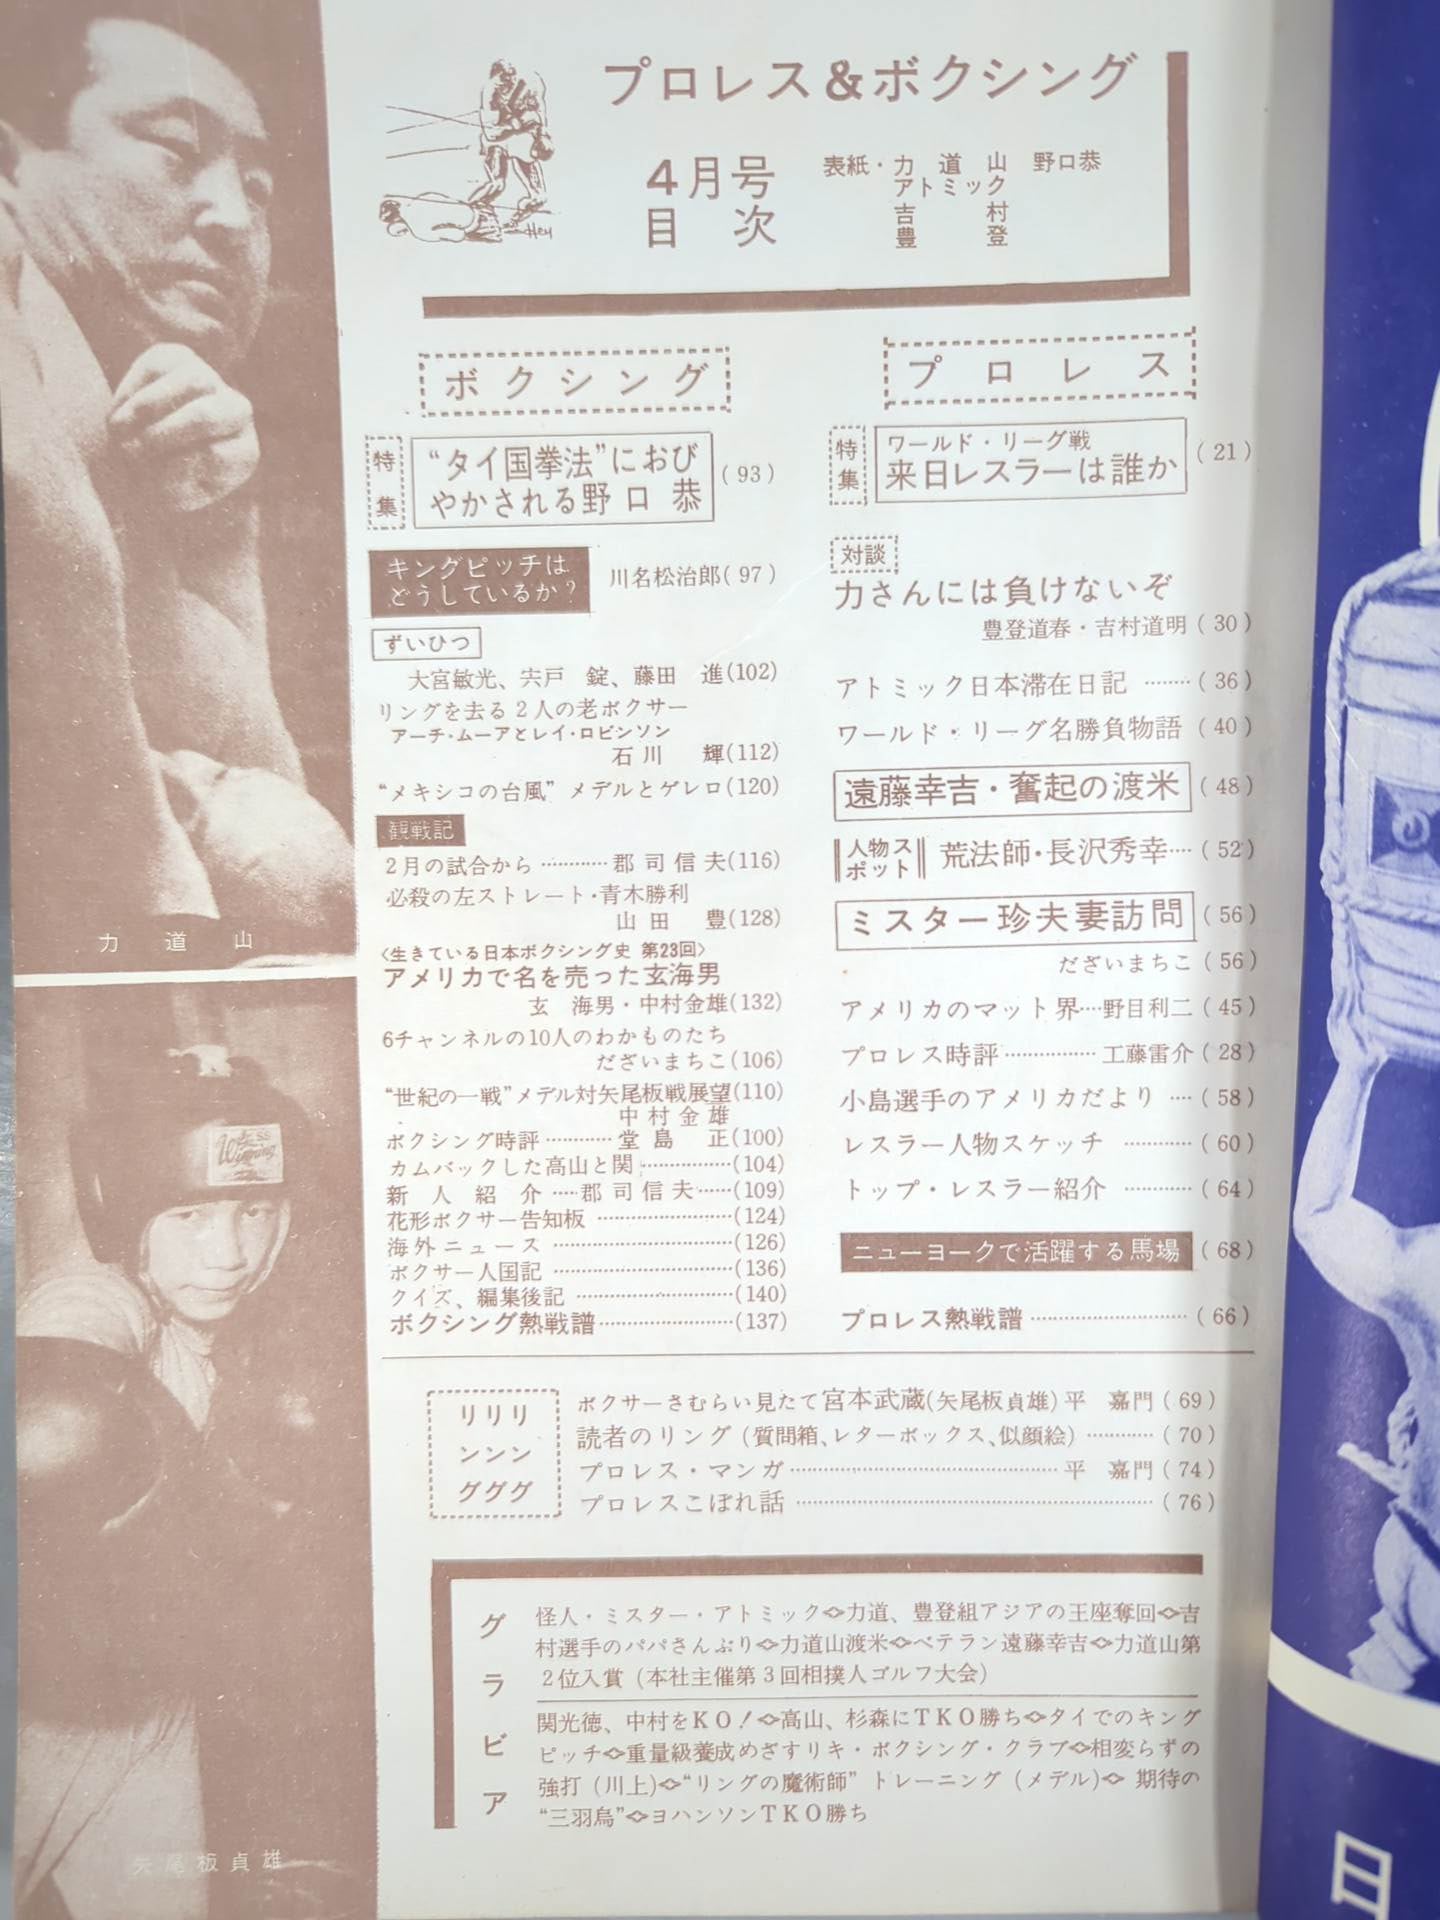 プロレス&ボクシング
4月号
目次
表紙・力道山 野口恭
アトミック
吉村
豊登
ボクシング
特集
“タイ国拳法”におび
やかされる野口恭
(93)
キングピッチは
どうしているか?
川名松治郎(97)
ずいひつ
大宮敏光、宍戸 錠、藤田 進(102)
リングを去る2人の老ボクサー
アーチ・ムーアとレイ・ロビンソン
石川 輝(112)
“メキシコの台風”メデルとゲレロ(120)
観戦記
2月の試合から…………郡司信夫(116)
必殺の左ストレート・青木勝利
山田 豊(128)
〈生きている日本ボクシング史 第23回〉
アメリカで名を売った玄海男
玄 海男・中村金雄(132)
6チャンネルの10人のわかものたち
だざいまちこ(106)
“世紀の一戦”メデル対矢尾板戦展望(110)
中村金雄
ボクシング時評…………堂島 正(100)
カムバックした高山と関……………(104)
新人紹介……郡司信夫……(109)
花形ボクサー告知板……………………(124)
海外ニュース……………………………(126)
ボクサー人国記…………………………(136)
クイズ、編集後記………………………(140)
ボクシング熱戦譜……………………(137)
プロレス
特集
ワールド・リーグ戦
来日レスラーは誰か
(21)
対談
力さんには負けないぞ
豊登道春・吉村道明(30)
アトミック日本滞在日記………(36)
ワールド・リーグ名勝負物語(40)
遠藤幸吉・奮起の渡米(48)
人物スポット 荒法師・長沢秀幸……(52)
ミスター珍夫妻訪問(56)
だざいまちこ(56)
アメリカのマット界……野目利二(45)
プロレス時評……………工藤雷介(28)
小島選手のアメリカだより……(58)
レスラー人物スケッチ…………(60)
トップ・レスラー紹介…………(64)
ニューヨークで活躍する馬場(68)
プロレス熱戦譜………………………(66)
リリリ
ンンン
グググ
ボクサーさむらい見たて宮本武蔵(矢尾板貞雄)平 嘉門(69)
読者のリング(質問箱、レターボックス、似顔絵)…………(70)
プロレス・マンガ………………………………………平 嘉門(74)
プロレスこぼれ話………………………………………………………(76)
グラビア
怪人・ミスター・アトミック◇力道、豊登組アジアの王座奪回◇吉
村選手のパパさんぶり◇力道山渡米◇ベテラン遠藤幸吉◇力道山第
2位入賞(本社主催第3回相撲人ゴルフ大会)
関光徳、中村をKO!◇高山、杉森にTKO勝ち◇タイでのキング
ピッチ◇重量級養成めざすリキ・ボクシング・クラブ◇相変らずの
強打(川上)◇“リングの魔術師”トレーニング(メデル)◇期待の
“三羽烏”◇ヨハンソンTKO勝ち
力道山
Winning
矢尾板貞雄
日